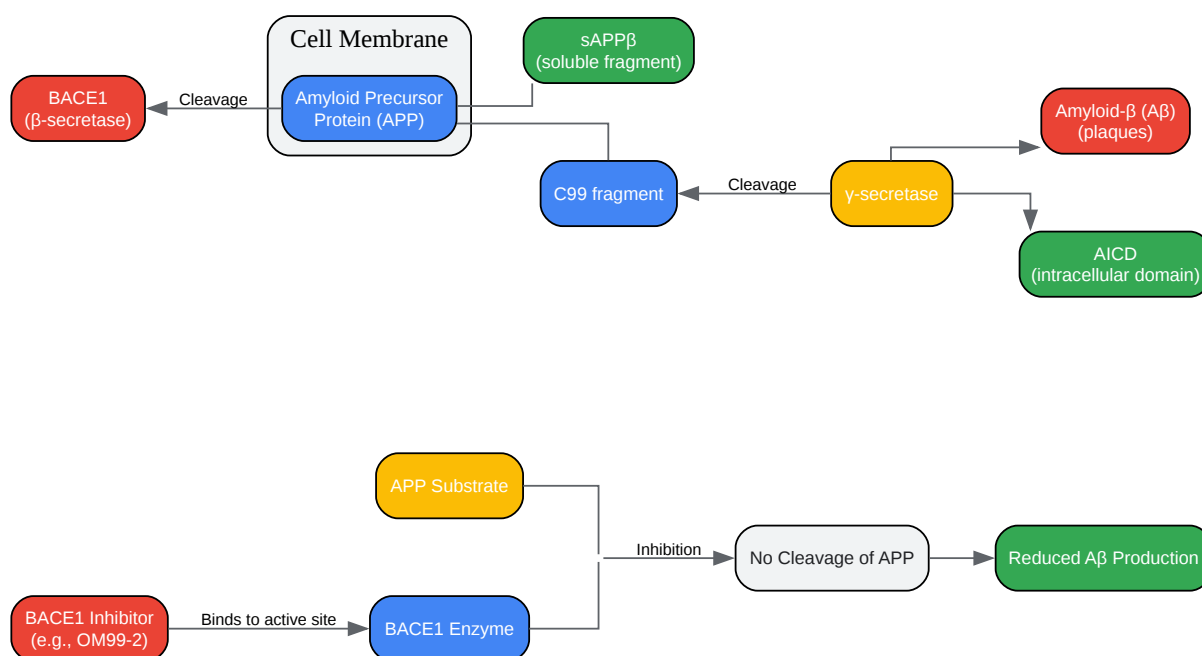 Cell Membrane
sAPPβ
(soluble fragment)
BACE1
(β-secretase)
Cleavage
Amyloid Precursor
Protein (APP)
Amyloid-β (Aβ)
(plaques)
C99 fragment
Cleavage
γ-secretase
AICD
(intracellular domain)
APP Substrate
Inhibition
No Cleavage of APP
Reduced Aβ Production
BACE1 Inhibitor
(e.g., OM99-2)
Binds to active site
BACE1 Enzyme